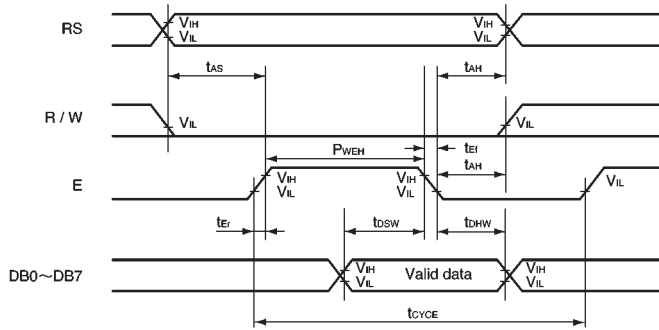 RS
VIH
VIL
VIH
VIL
tAS
tAH
R / W
VIL
VIL
PWEH
tEf
tAH
E
VIH
VIL
VIH
VIL
VIL
tEr
tDSW
tDHW
DB0~DB7
VIH
VIL
Valid data
VIH
VIL
tCYCE